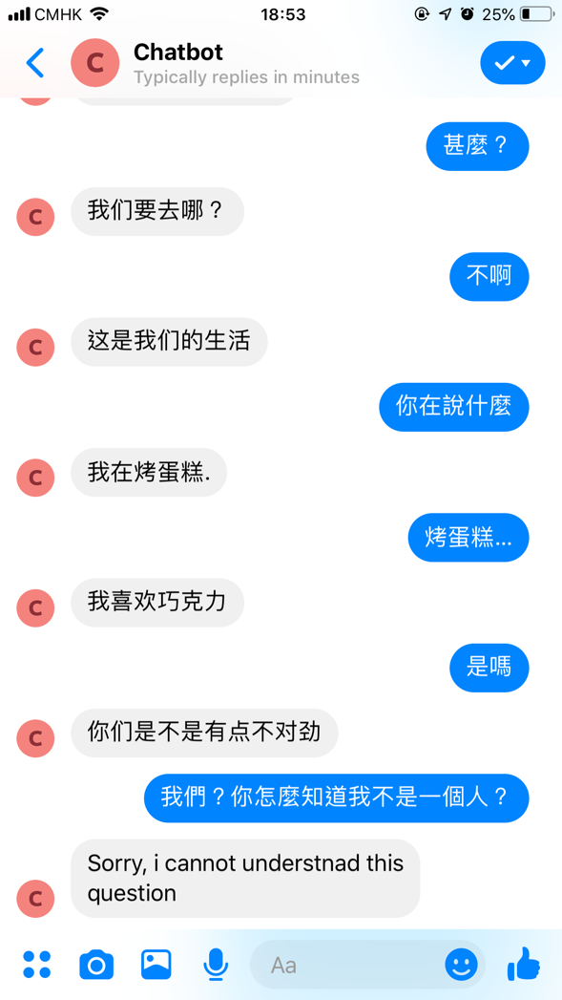 CMHK
18:53
25%
C
Chatbot
Typically replies in minutes
甚麼？
C
我们要去哪？
不啊
C
这是我们的生活
你在說什麼
C
我在烤蛋糕.
烤蛋糕...
C
我喜欢巧克力
是嗎
C
你们是不是有点不对劲
我們？你怎麼知道我不是一個人？
C
Sorry, i cannot understnad this
question
Aa